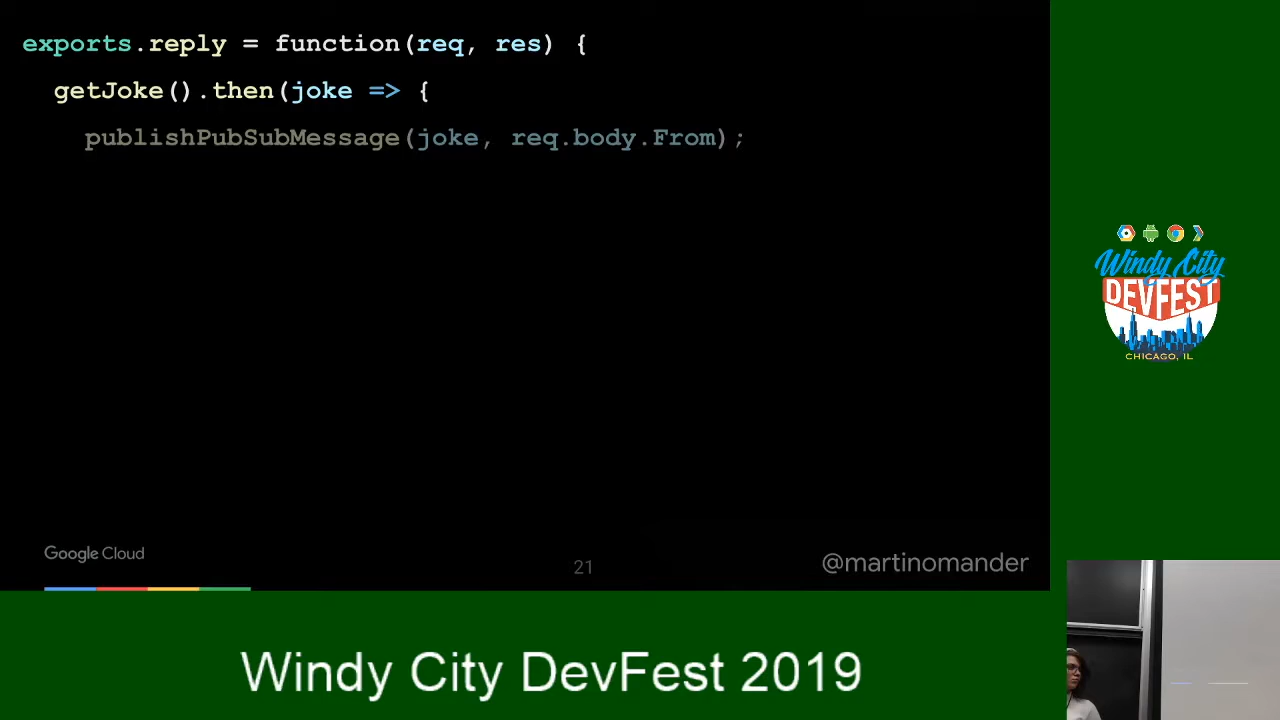 exports.reply = function(req, res) {
getJoke().then(joke => {
publishPubSubMessage(joke, req.body.From);
Windy City
DEVFEST
CHICAGO, IL
Google Cloud
21
@martinomander
Windy City DevFest 2019